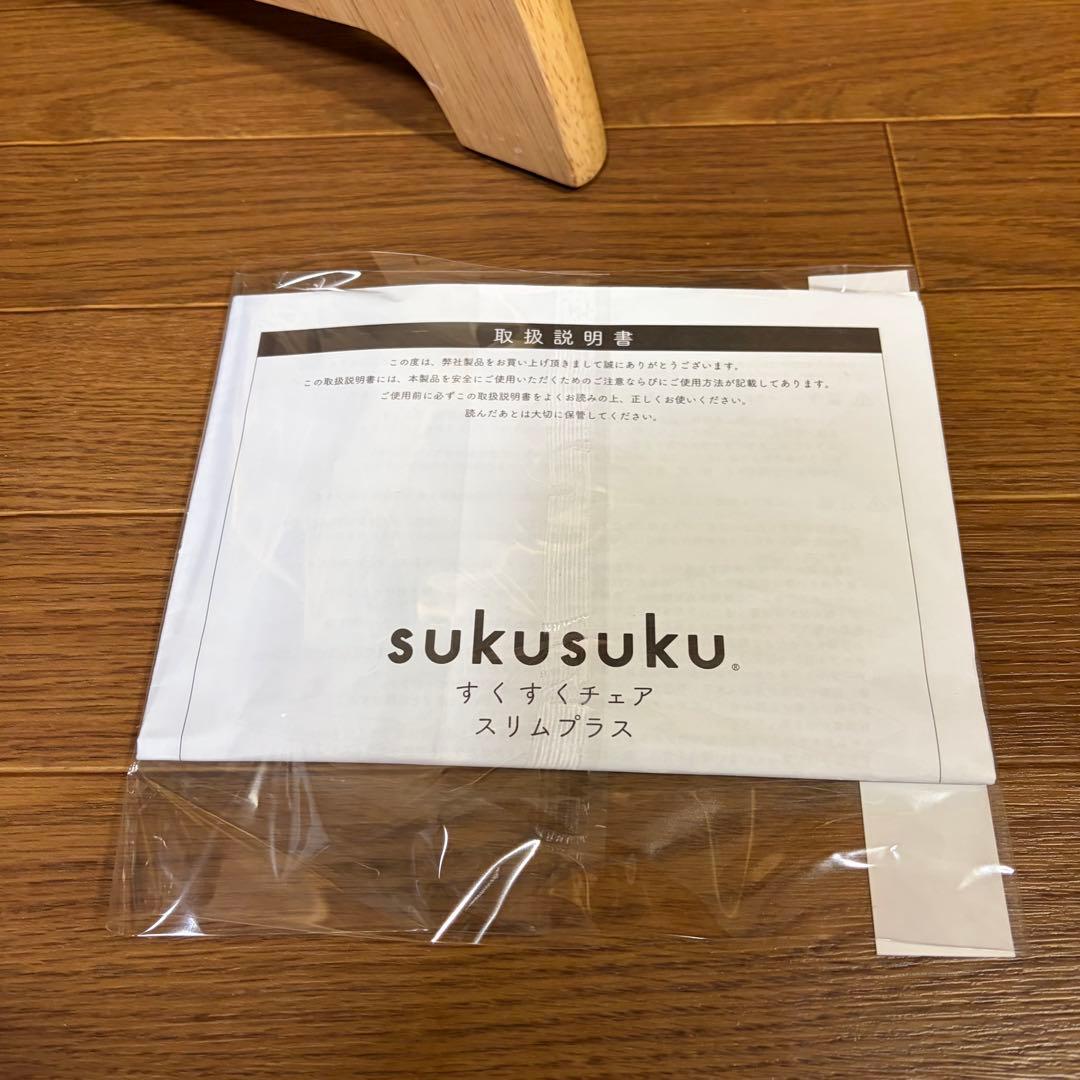 取扱説明書
この度は、弊社製品をお買い上げ頂きまして誠にありがとうございます。
この取扱説明書には、本製品を安全にご使用いただくためのご注意ならびにご使用方法が記載してあります。
ご使用前に必ずこの取扱説明書をよくお読みの上、正しくお使いください。
読んだあとは大切に保管してください。
sukusuku®
すくすくチェア
スリムプラス